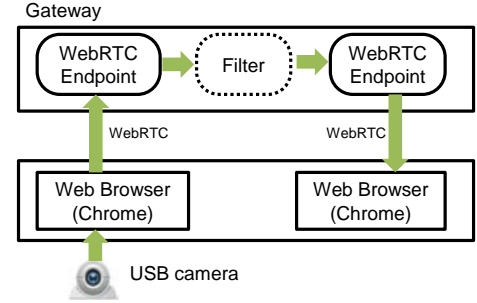 Gateway
WebRTC
Endpoint
Filter
WebRTC
Endpoint
WebRTC
WebRTC
Web Browser
(Chrome)
Web Browser
(Chrome)
USB camera